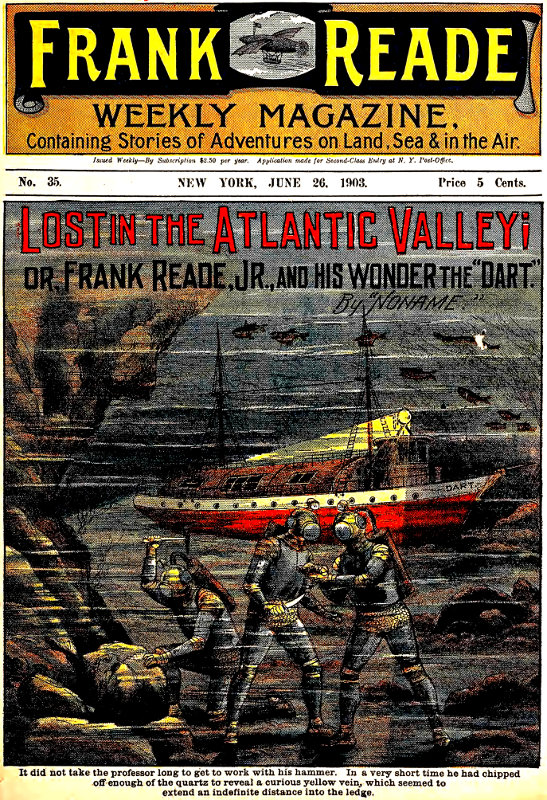 FRANK READE
WEEKLY MAGAZINE,
Containing Stories of Adventures on Land, Sea & in the Air.
Issued Weekly—By Subscription $2.50 per year. Application made for Second-Class Entry at N. Y. Post-Office.
No. 35. NEW YORK, JUNE 26, 1903. Price 5 Cents.
LOST IN THE ATLANTIC VALLEY;
OR, FRANK READE, JR., AND HIS WONDER THE "DART."
By "NONAME"
DART
It did not take the professor long to get to work with his hammer. In a very short time he had chipped
off enough of the quartz to reveal a curious yellow vein, which seemed to
extend an indefinite distance into the ledge.